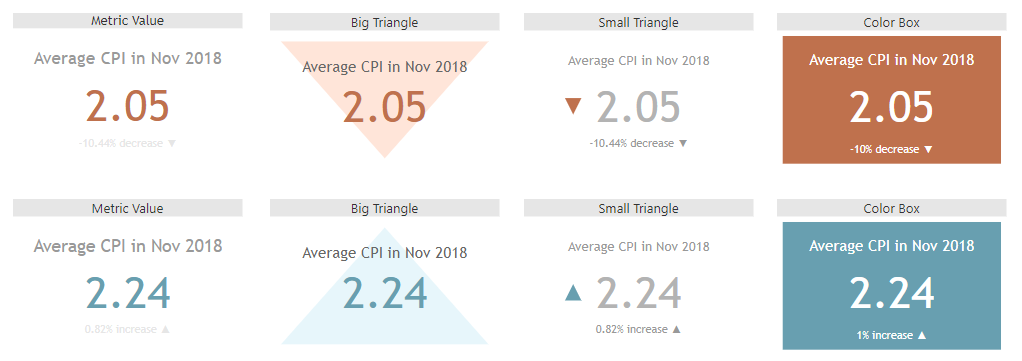 Metric Value
Big Triangle
Small Triangle
Color Box
Average CPI in Nov 2018
Average CPI in Nov 2018
Average CPI in Nov 2018
Average CPI in Nov 2018
2.05
2.05
2.05
2.05
-10.44% decrease ▼
-10.44% decrease ▼
-10% decrease ▼
Metric Value
Big Triangle
Small Triangle
Color Box
Average CPI in Nov 2018
Average CPI in Nov 2018
Average CPI in Nov 2018
Average CPI in Nov 2018
2.24
2.24
2.24
2.24
0.82% increase ▲
0.82% increase ▲
1% increase ▲